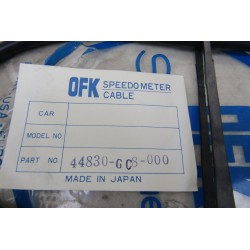 OFK SPEEDOMETER
CABLE
CAR
MODEL NO
PART NO 44830-GC8-000
MADE IN JAPAN